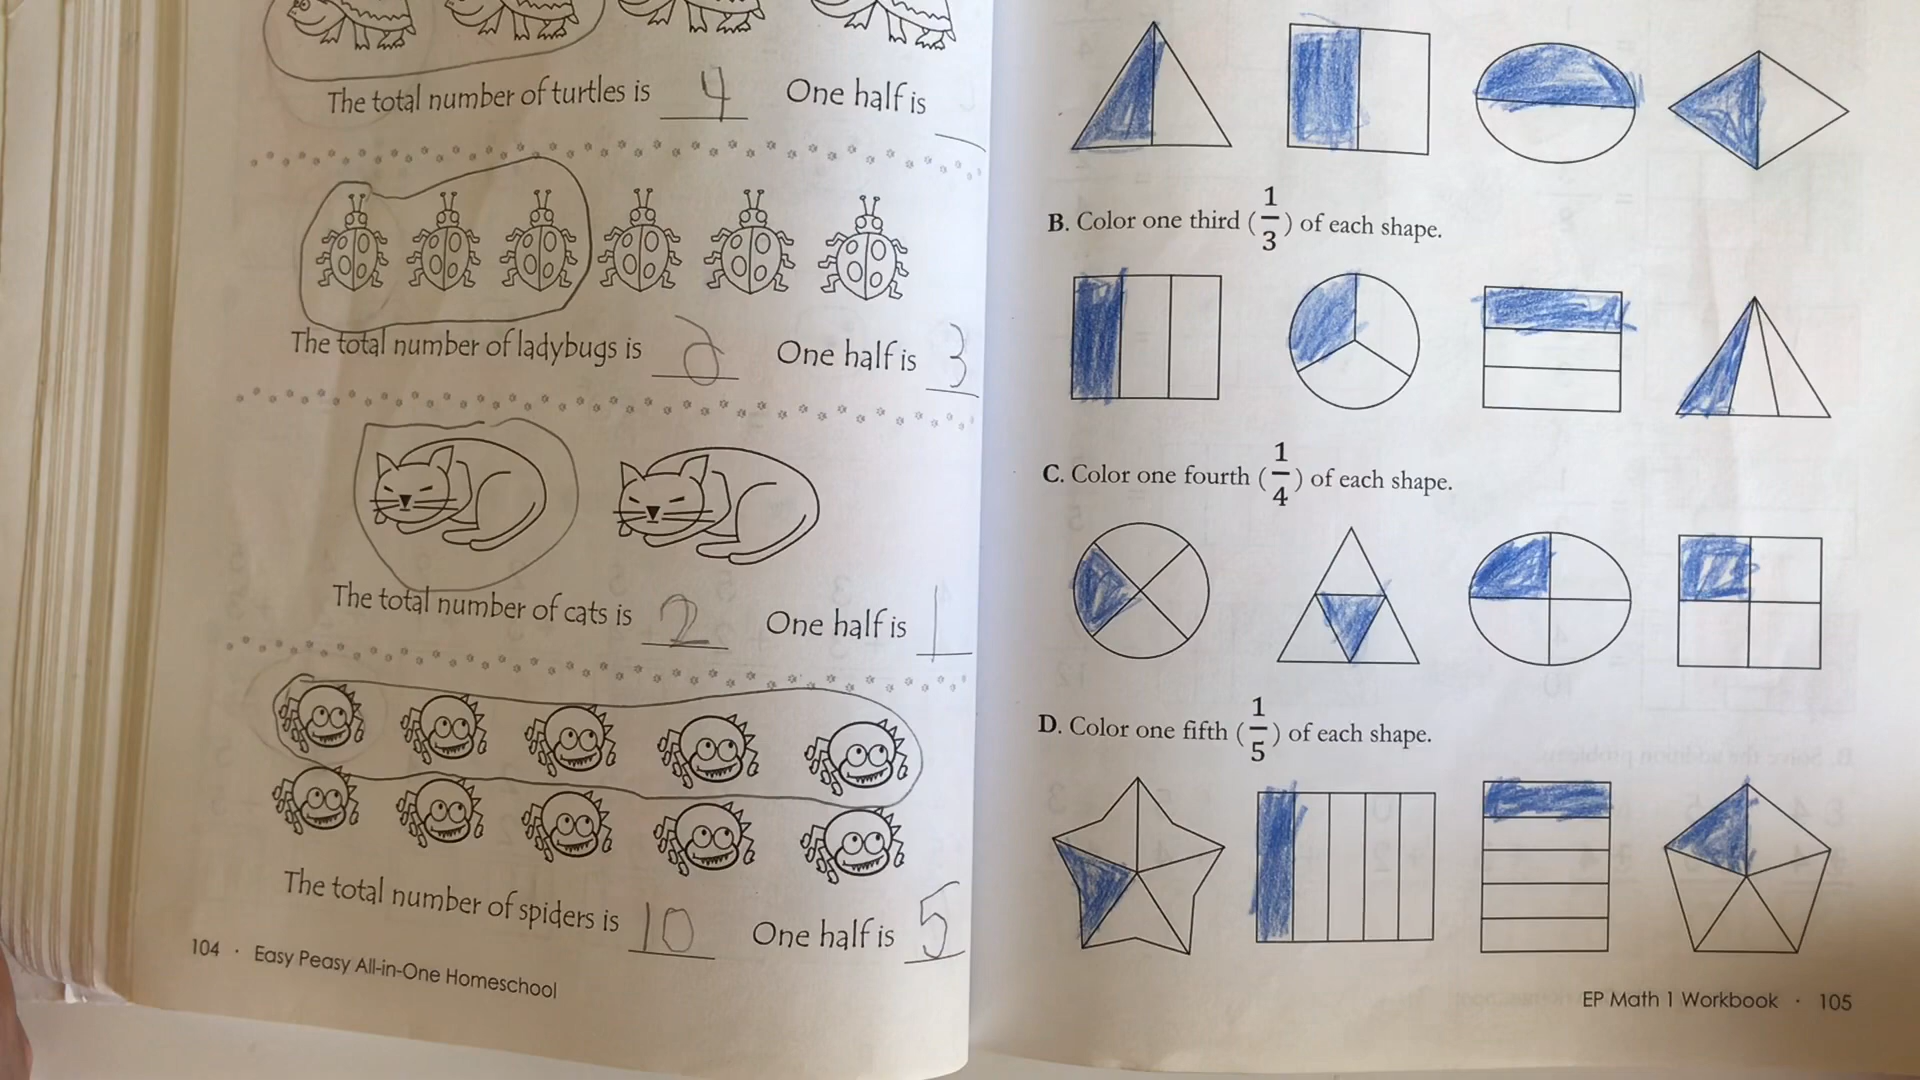 The total number of turtles is 4 One half is
The total number of ladybugs is One half is 3
The total number of cats is 2 One half is 1
The total number of spiders is 10 One half is 5
104 · Easy Peasy All-in-One Homeschool
B. Color one third (1/3) of each shape.
C. Color one fourth (1/4) of each shape.
D. Color one fifth (1/5) of each shape.
EP Math 1 Workbook · 105